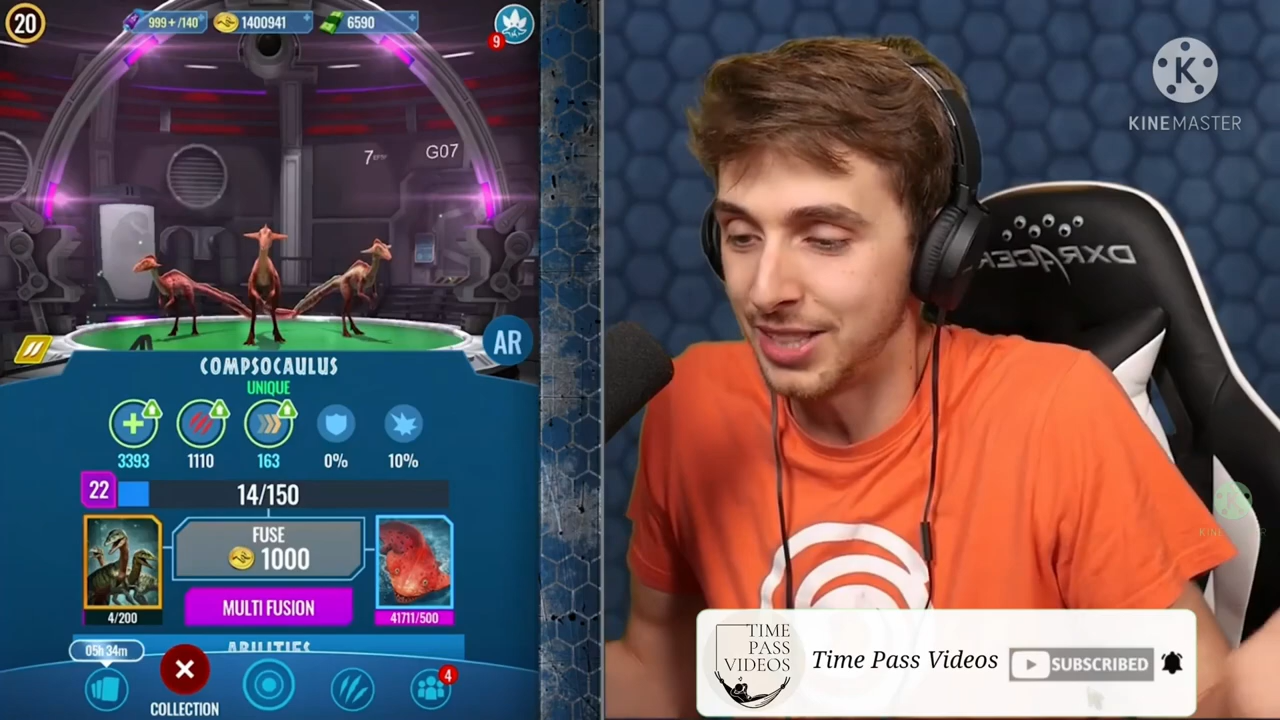 20
999+/140
1400941
6590
9
7
G07
AR
COMPSOCAULUS
UNIQUE
3393
1110
163
0%
10%
22
14/150
FUSE
1000
4/200
MULTI FUSION
41711/500
ABILITIES
05h 34m
4
COLLECTION
K
KINEMASTER
DXRACER
TIME
PASS
VIDEOS
Time Pass Videos
SUBSCRIBED